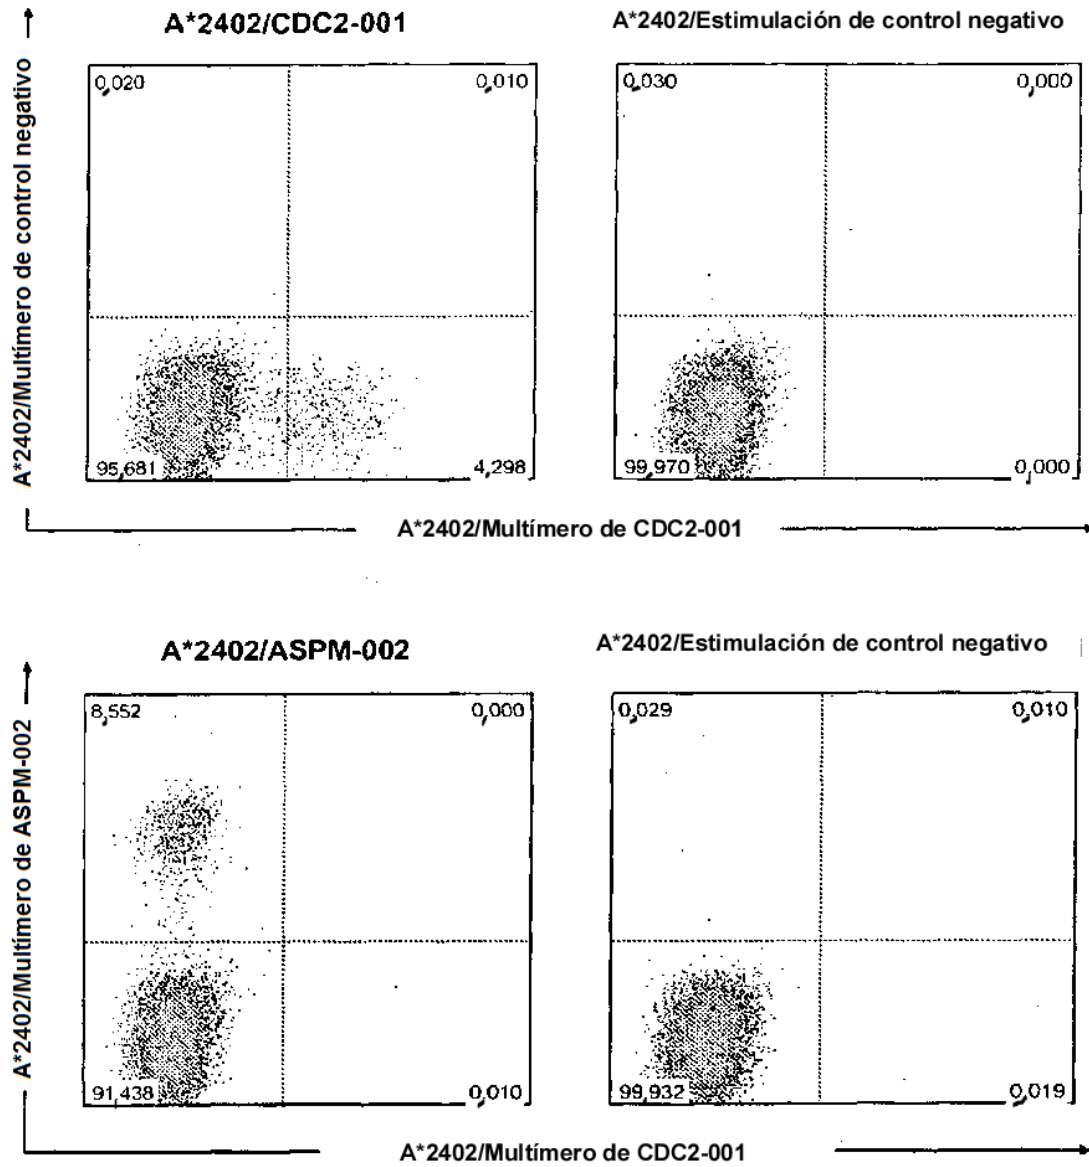 A*2402/CDC2-001
A*2402/Estimulación de control negativo
A*2402/Multímero de control negativo
0,020
0,010
95,681
4,298
0,030
0,000
99,970
0,000
A*2402/Multímero de CDC2-001
A*2402/ASPM-002
A*2402/Estimulación de control negativo
A*2402/Multímero de ASPM-002
8,552
0,000
91,438
0,010
0,029
0,010
99,932
0,019
A*2402/Multímero de CDC2-001